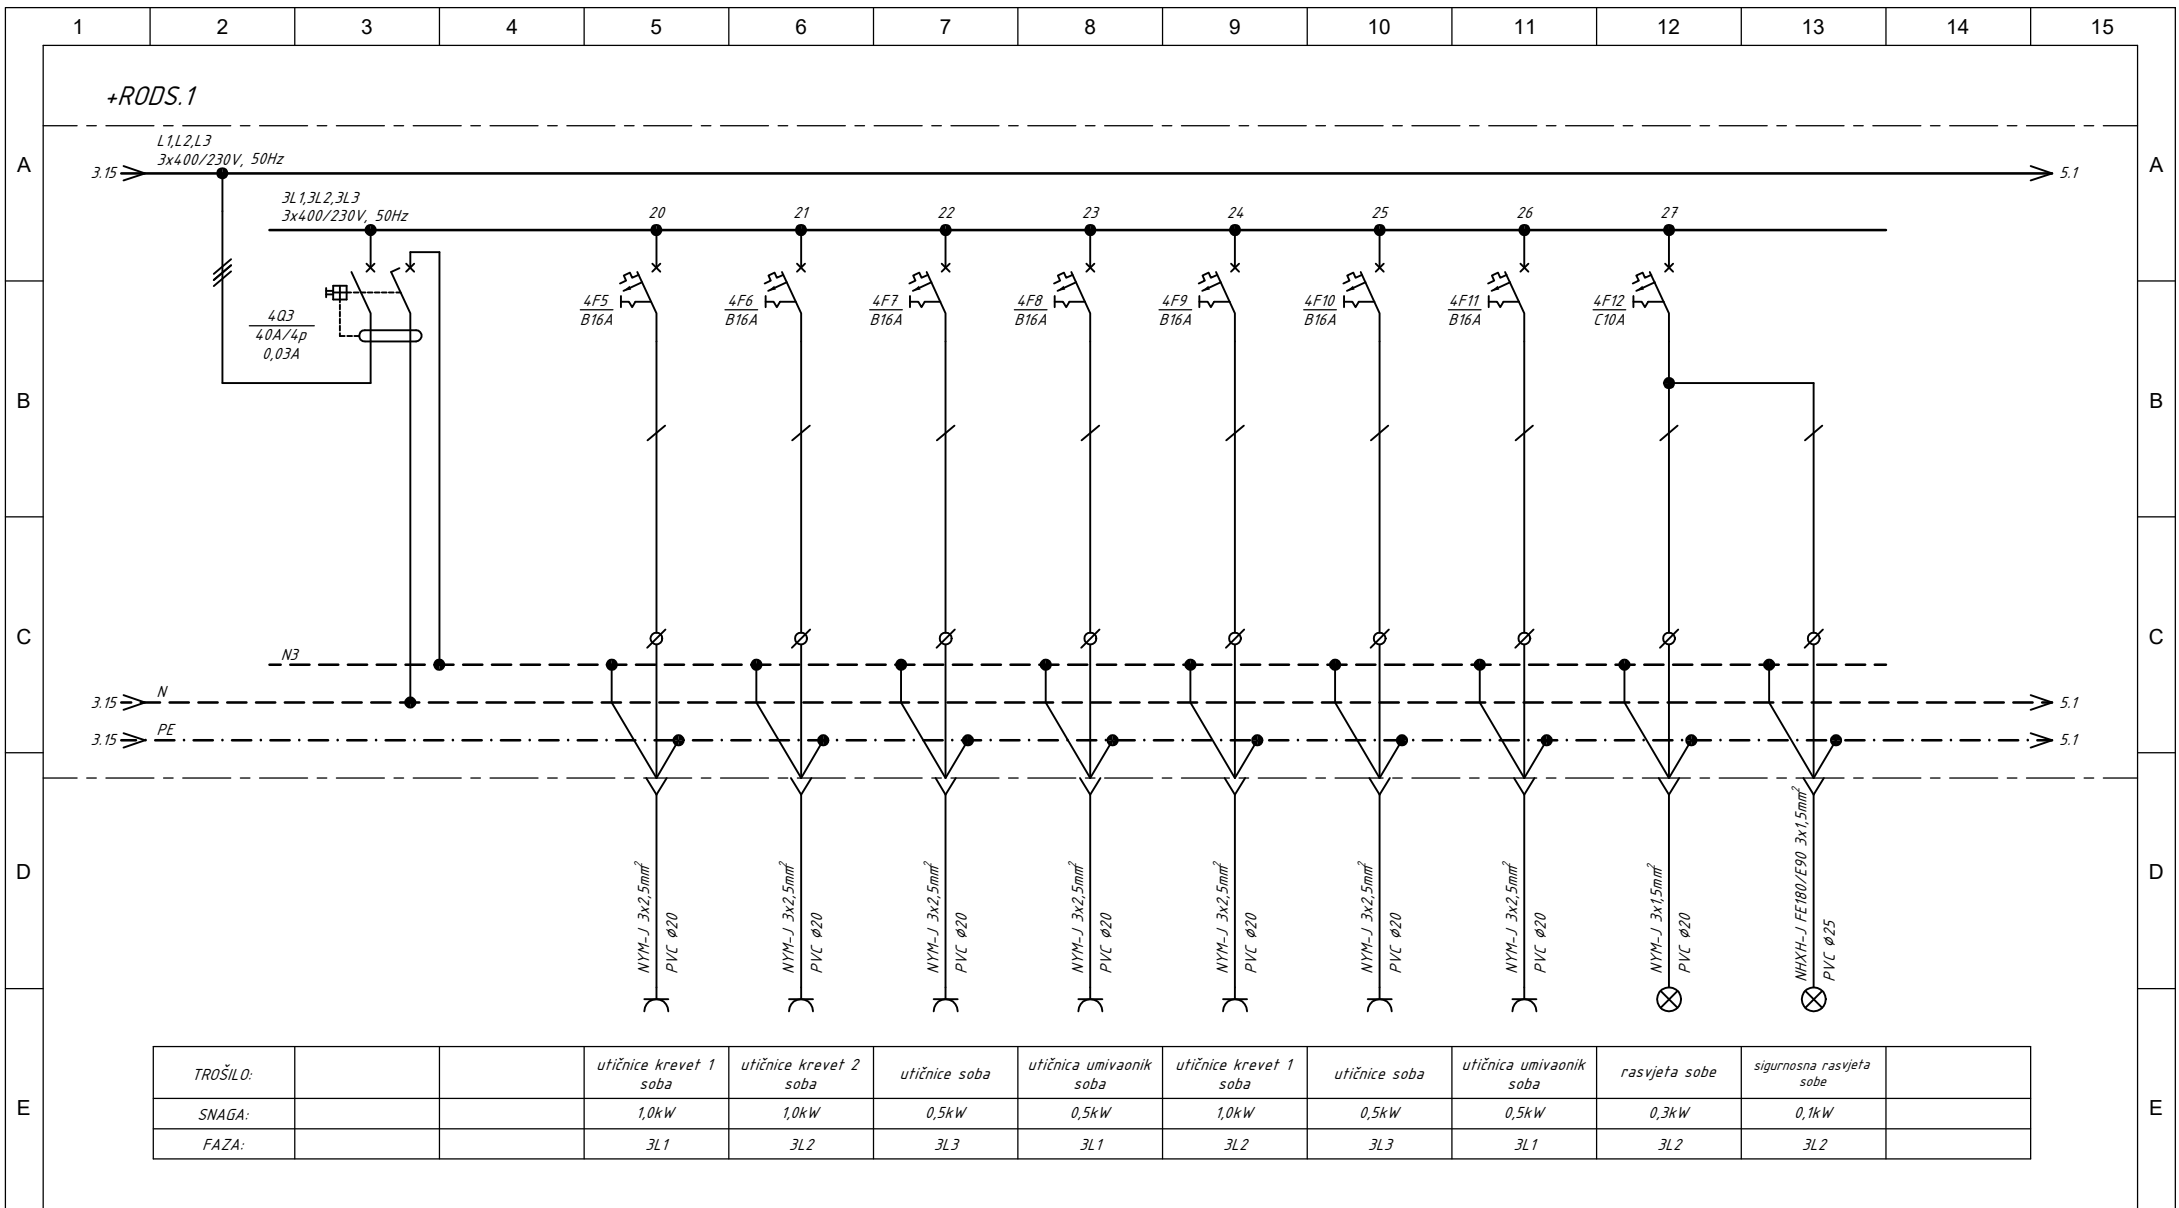 1 2 3 4 5 6 7 8 9 10 11 12 13 14 15
+RODS.1
L1,L2,L3
3x400/230V, 50Hz
A
3.15
5.1
A
3L1,3L2,3L3
3x400/230V, 50Hz
20 21 22 23 24 25 26 27
4F5
B16A
4F6
B16A
4F7
B16A
4F8
B16A
4F9
B16A
4F10
B16A
4F11
B16A
4F12
C10A
4Q3
40A/4p
0,03A
B
B
C
C
N3
3.15
N
5.1
3.15
PE
5.1
D
D
NYM-J 3x2,5mm²
PVC ø20
NYM-J 3x2,5mm²
PVC ø20
NYM-J 3x2,5mm²
PVC ø20
NYM-J 3x2,5mm²
PVC ø20
NYM-J 3x2,5mm²
PVC ø20
NYM-J 3x2,5mm²
PVC ø20
NYM-J 3x2,5mm²
PVC ø20
NYM-J 3x1,5mm²
PVC ø20
NHXH-J FE180/E90 3x1,5mm²
PVC ø25
E
E
TROŠILO:
utičnice krevet 1
soba
utičnice krevet 2
soba
utičnice soba
utičnica umivaonik
soba
utičnice krevet 1
soba
utičnice soba
utičnica umivaonik
soba
rasvjeta sobe
sigurnosna rasvjeta
sobe
SNAGA: 1,0kW 1,0kW 0,5kW 0,5kW 1,0kW 0,5kW 0,5kW 0,3kW 0,1kW
FAZA: 3L1 3L2 3L3 3L1 3L2 3L3 3L1 3L2 3L2